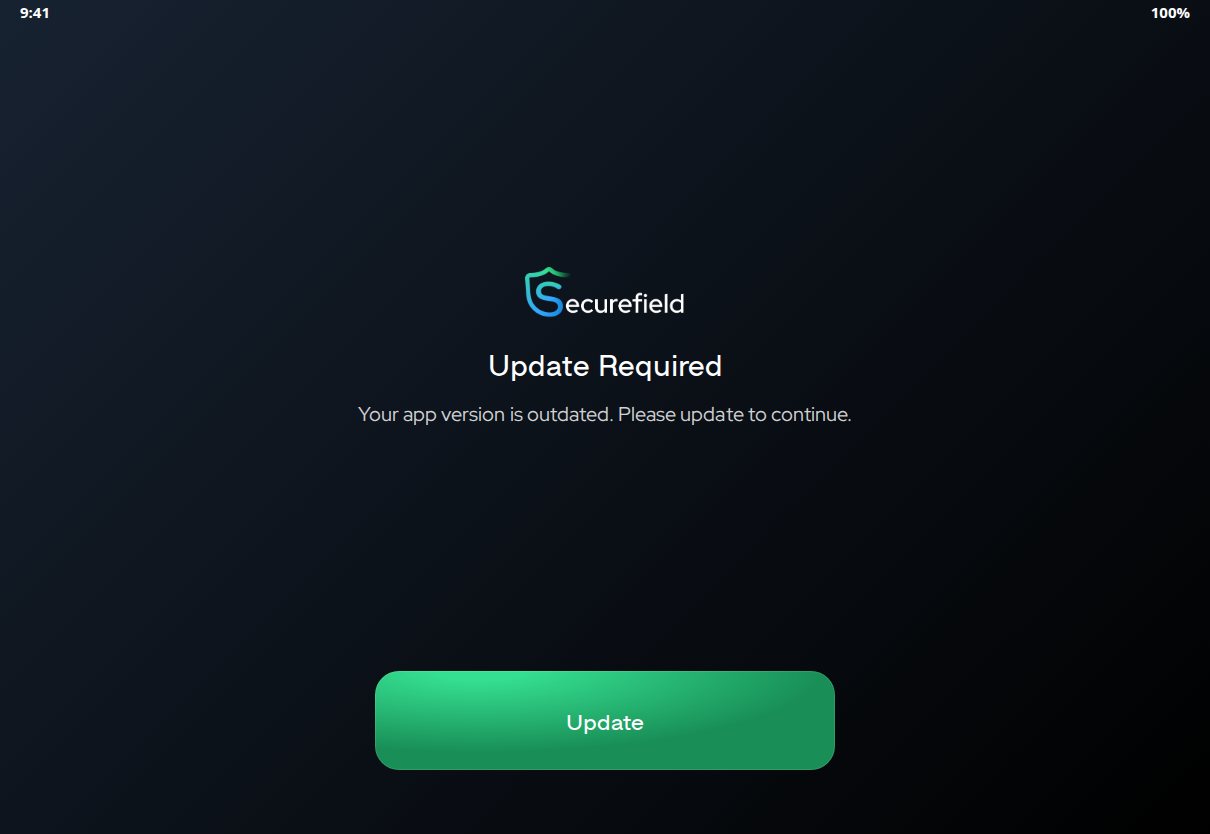 9:41
100%
Securefield
Update Required
Your app version is outdated. Please update to continue.
Update